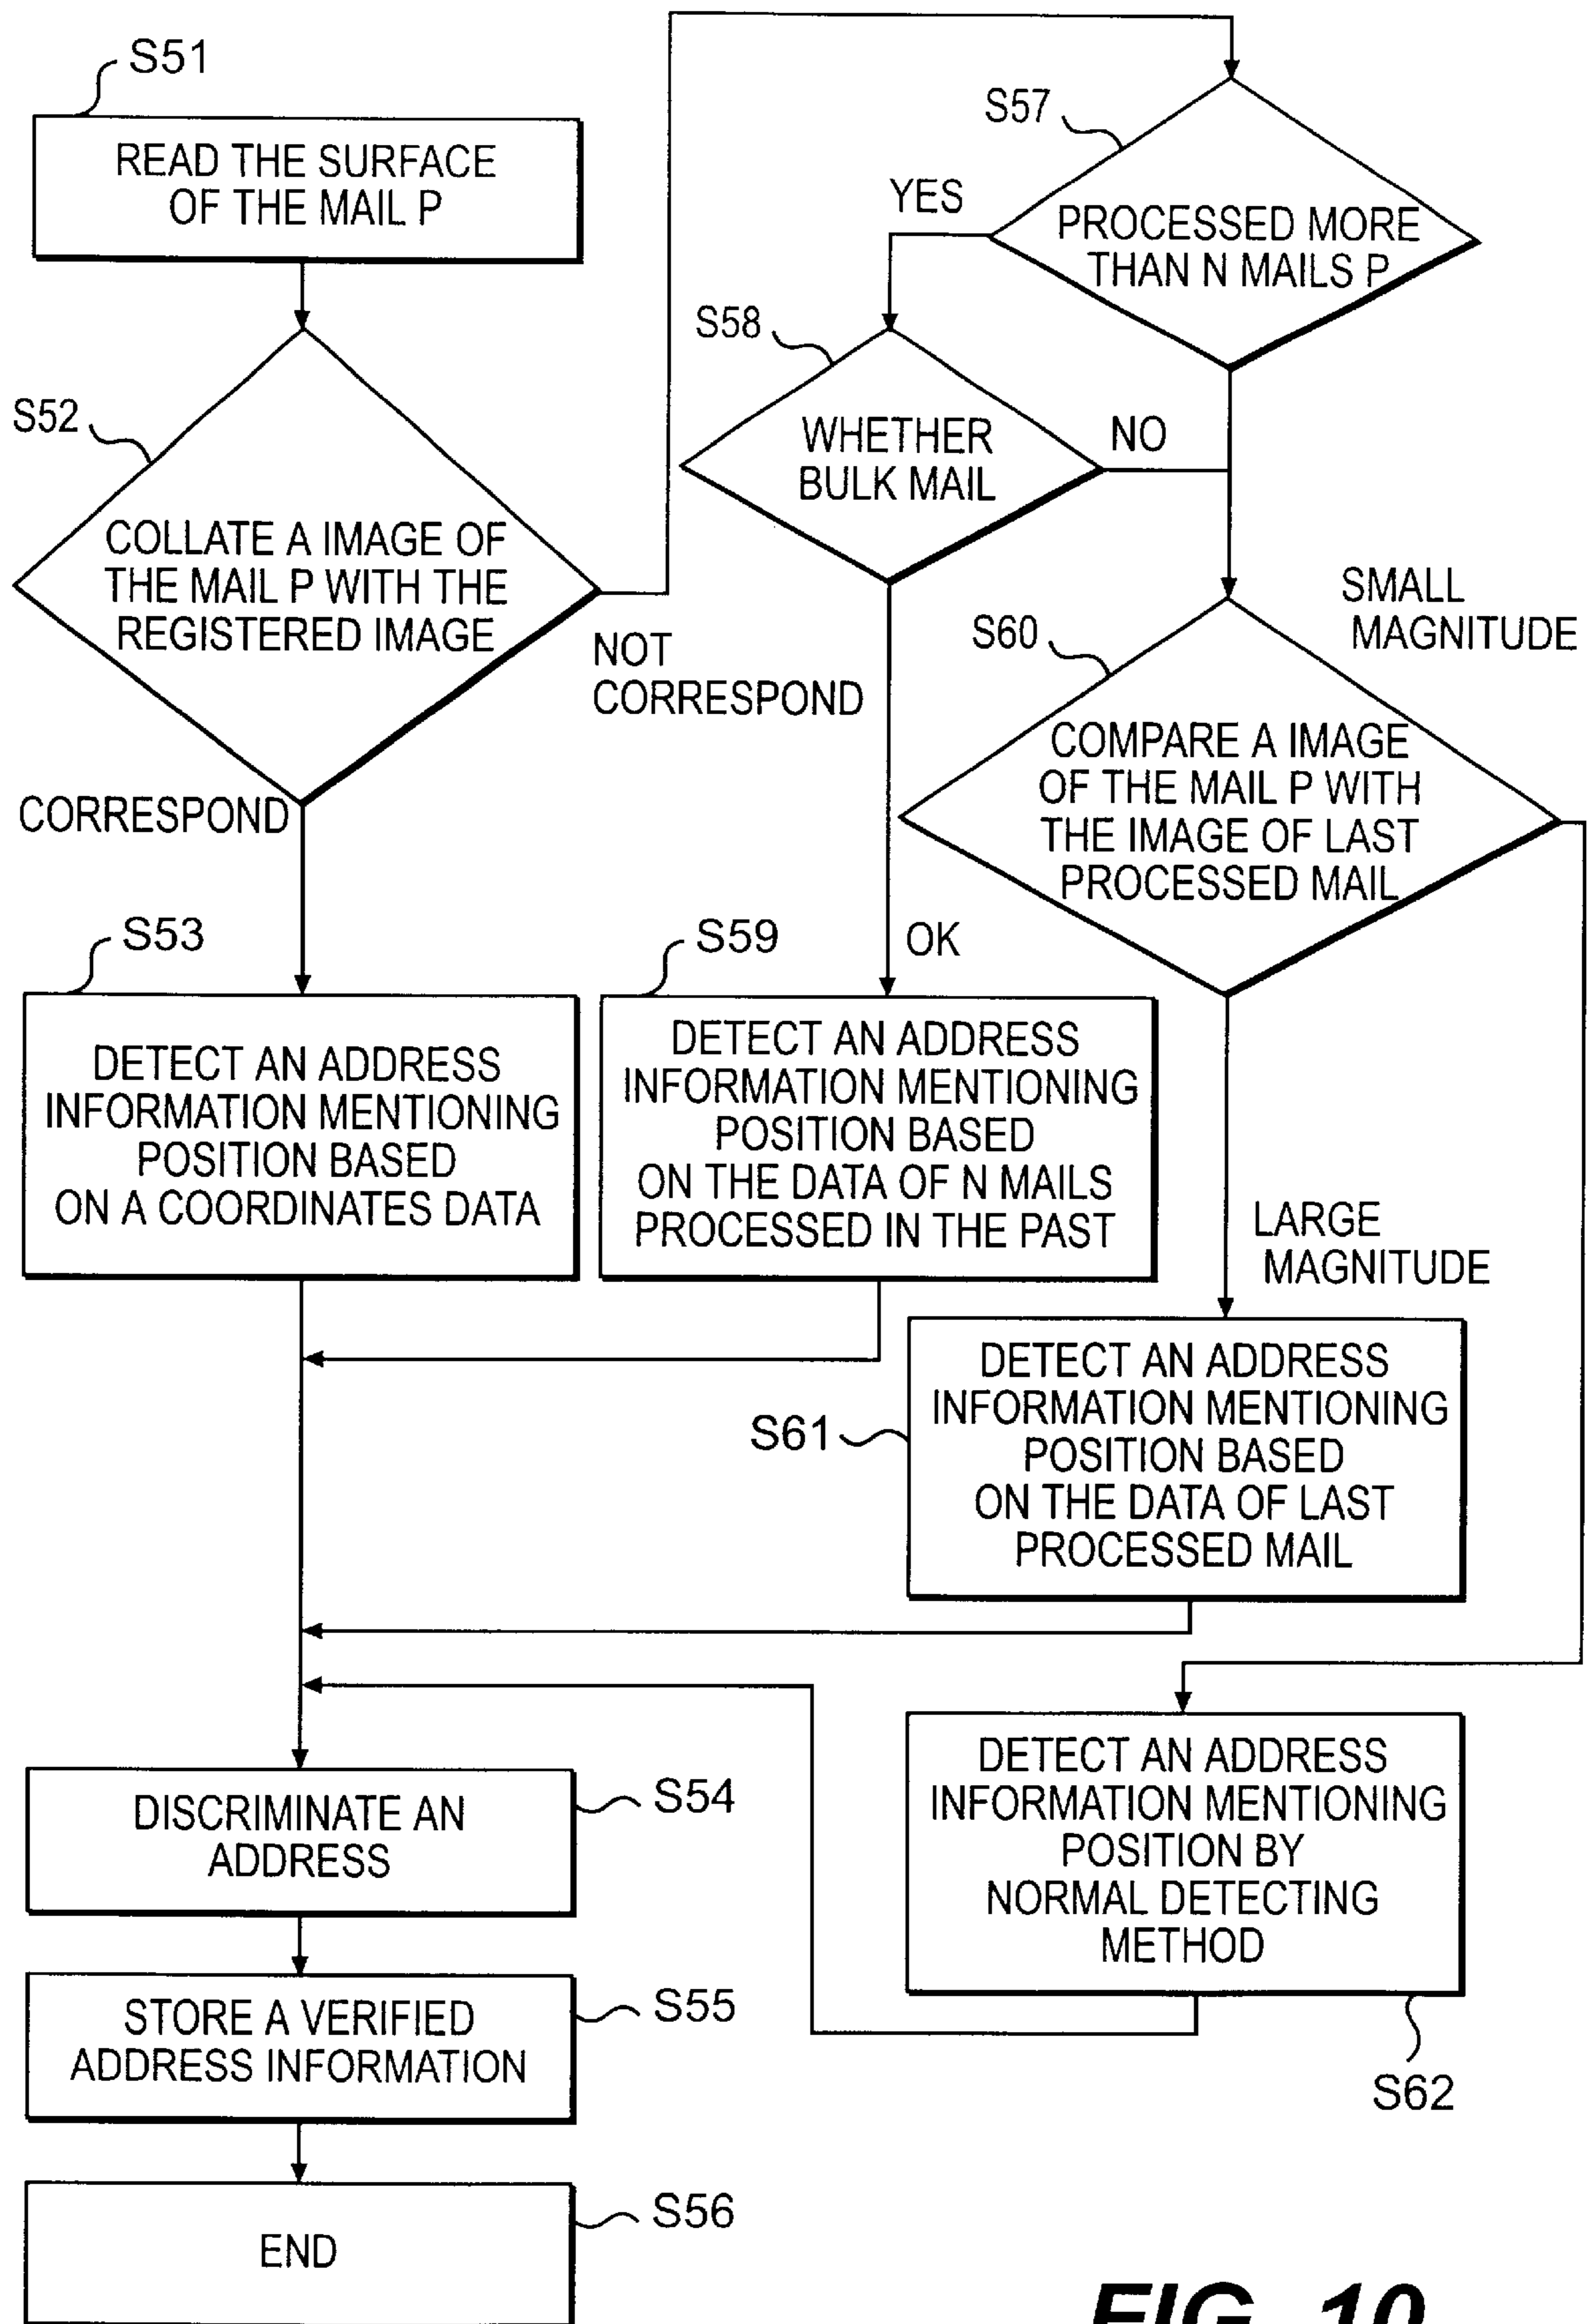 S51
READ THE SURFACE
OF THE MAIL P
S52
COLLATE A IMAGE OF
THE MAIL P WITH THE
REGISTERED IMAGE
NOT
CORRESPOND
CORRESPOND
S57
PROCESSED MORE
THAN N MAILS P
YES
S58
WHETHER
BULK MAIL
NO
OK
S60
SMALL
MAGNITUDE
COMPARE A IMAGE
OF THE MAIL P WITH
THE IMAGE OF LAST
PROCESSED MAIL
LARGE
MAGNITUDE
S53
DETECT AN ADDRESS
INFORMATION MENTIONING
POSITION BASED
ON A COORDINATES DATA
S59
DETECT AN ADDRESS
INFORMATION MENTIONING
POSITION BASED
ON THE DATA OF N MAILS
PROCESSED IN THE PAST
S61
DETECT AN ADDRESS
INFORMATION MENTIONING
POSITION BASED
ON THE DATA OF LAST
PROCESSED MAIL
DETECT AN ADDRESS
INFORMATION MENTIONING
POSITION BY
NORMAL DETECTING
METHOD
S62
DISCRIMINATE AN
ADDRESS
S54
STORE A VERIFIED
ADDRESS INFORMATION
S55
END
S56
FIG. 10